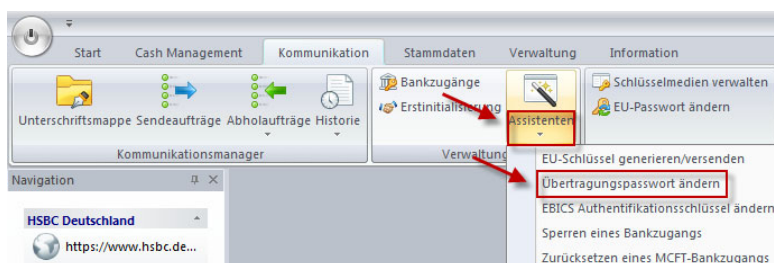 Start Cash Management Kommunikation Stammdaten Verwaltung Information
Unterschriftsmappe Sendeaufträge Abholaufträge Historie
Kommunikationsmanager
Bankzugänge
Erstinitialisierung
Assistenten
Verwaltung
Schlüsselmedien verwalten
EU-Passwort ändern
EU-Schlüssel generieren/versenden
Übertragungspasswort ändern
EBICS Authentifikationsschlüssel ändern
Sperren eines Bankzugangs
Zurücksetzen eines MCFT-Bankzugangs
Navigation
HSBC Deutschland
https://www.hsbc.de...